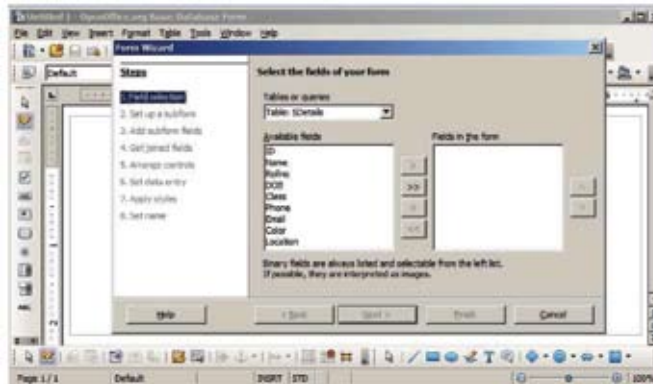 Untitled 1 - OpenOffice.org Base: Database Form
File Edit View Insert Format Table Tools Window Help
Form Wizard
Default
Steps
1. Field selection
2. Set up a subform
3. Add subform fields
4. Get joined fields
5. Arrange controls
6. Set data entry
7. Apply styles
8. Set name
Select the fields of your form
Tables or queries
Table: SDetails
Available fields
Fields in the form
ID
Name
Rollno
DOB
Class
Phone
Email
Color
Location
>
>>
<
<<
Binary fields are always listed and selectable from the left list.
If possible, they are interpreted as images.
Help
< Back
Next >
Finish
Cancel
Page 1 / 1
Default
INSRT
STD
100%